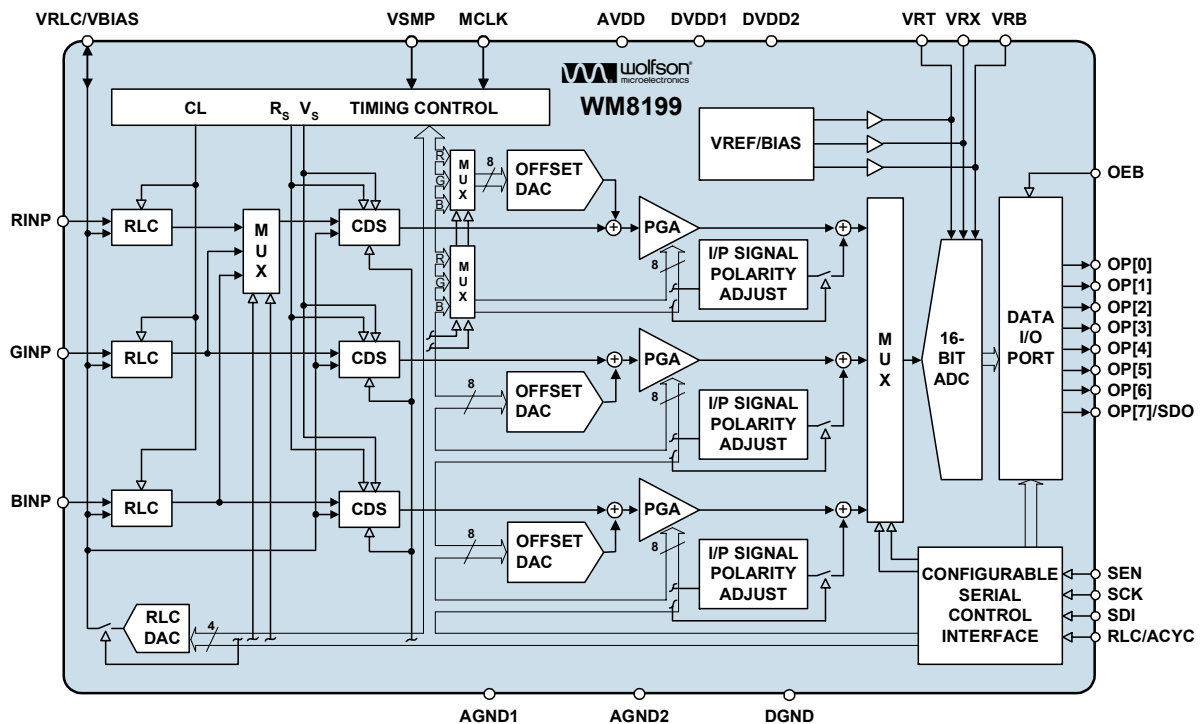 VRLC/VBIAS VSMP MCLK AVDD DVDD1 DVDD2 VRT VRX VRB
wolfson®
microelectronics
WM8199
CL RS VS TIMING CONTROL
VREF/BIAS
OEB
R
G
B
MUX
8
OFFSET
DAC
RINP
RLC
MUX
CDS
PGA
8
I/P SIGNAL
POLARITY
ADJUST
R
G
B
MUX
MUX
16-
BIT
ADC
DATA
I/O
PORT
OP[0]
OP[1]
OP[2]
OP[3]
OP[4]
OP[5]
OP[6]
OP[7]/SDO
GINP
RLC
CDS
PGA
8
OFFSET
DAC
8
I/P SIGNAL
POLARITY
ADJUST
BINP
RLC
CDS
PGA
8
OFFSET
DAC
8
I/P SIGNAL
POLARITY
ADJUST
CONFIGURABLE
SERIAL
CONTROL
INTERFACE
SEN
SCK
SDI
RLC/ACYC
RLC
DAC
4
AGND1 AGND2 DGND